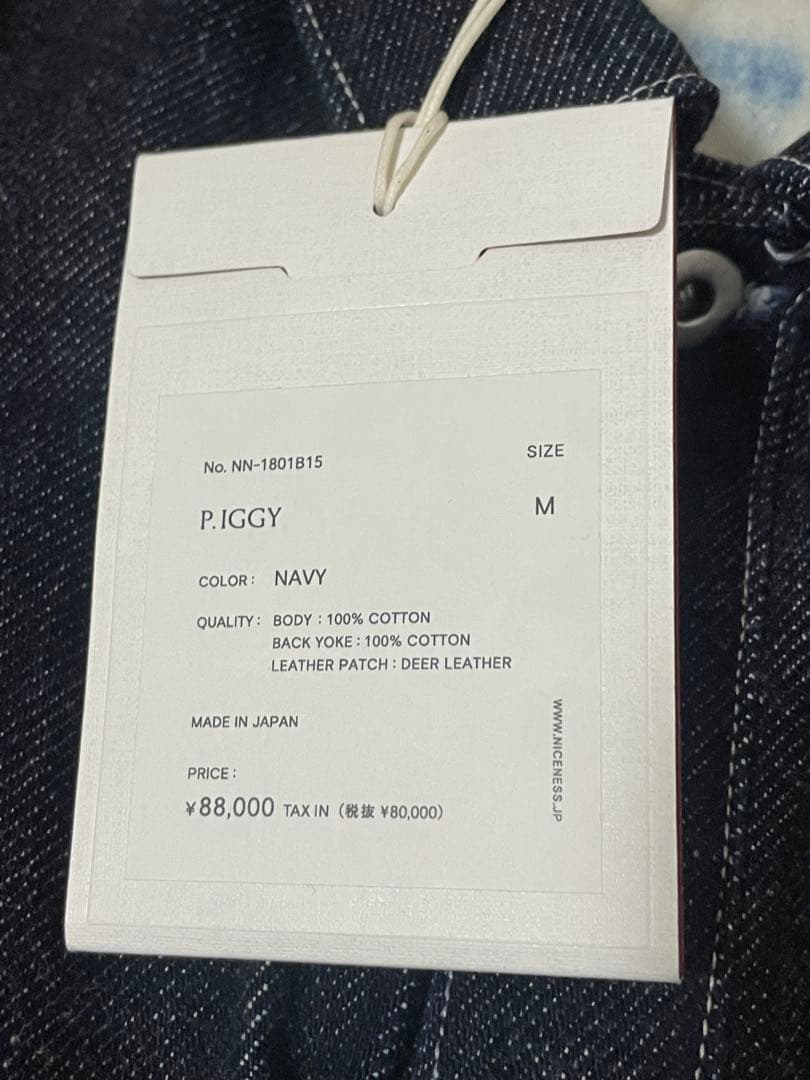 No. NN-1801B15
SIZE
P.IGGY
M
COLOR: NAVY
QUALITY: BODY : 100% COTTON
BACK YOKE : 100% COTTON
LEATHER PATCH : DEER LEATHER
MADE IN JAPAN
PRICE :
¥88,000 TAX IN (税抜 ¥80,000)
WWW.NICENESS.JP